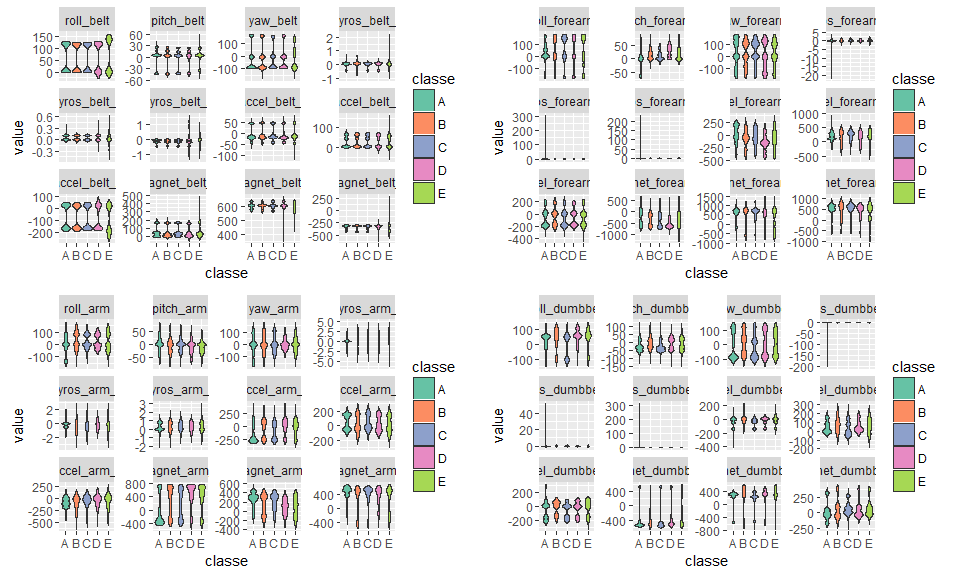 roll_belt pitch_belt yaw_belt yros_belt_
150 100 50 0
60 30 0 -30 -60
100 0 -100
2 1 0 -1
yros_belt_ yros_belt_ ccel_belt_ ccel_belt_
0.6 0.3 0.0 -0.3
1 0 1
100 50 0 -50 -100
100 0
ccel_belt_ agnet_belt agnet_belt agnet_belt_
100 0 -100 -200
500 400 300 200 100 0
600 400
0 -250 -500
A B C D E A B C D E A B C D E A B C D E
classe
value
classe
A
B
C
D
E
ll_forearm ch_forearm w_forearm s_forearm
100 0 -100
50 0 -50
100 0 -100
5 0 -5 -10 -15 -20
os_forearm s_forearm el_forearm el_forearm
300 200 100 0
250 200 150 100 50 0
250 0 -250 -500
500 0 -500
el_forearm net_forear net_forear net_forear
200 0 -200 -400
500 0 -500 -1000
1500 1000 500 0 -500 -1000
1000 500 0 -500 -1000
A B C D E A B C D E A B C D E A B C D E
classe
value
classe
A
B
C
D
E
roll_arm pitch_arm yaw_arm yros_arm_
100 0 -100
50 0 -50
100 0 -100
5.0 2.5 0.0 -2.5 -5.0
yros_arm_ yros_arm_ ccel_arm_ ccel_arm_
2 0 -2
3 2 1 0 -1 -2
250 0 -250
200 0 -200
ccel_arm_ agnet_arm agnet_arm agnet_arm
250 0 -250 -500
800 400 0 -400
600 400 200 0 -200 -400
400 0 -400
A B C D E A B C D E A B C D E A B C D E
classe
value
classe
A
B
C
D
E
ll_dumbbe ch_dumbb w_dumbbe s_dumbbe
100 0 -100
100 50 0 -50 -100 -150
100 0 -100
0 -50 -100 -150 -200
s_dumbbe s_dumbbe el_dumbbe el_dumbbe
40 20 0
300 200 100 0
200 0 -200 -400
300 200 100 0 -100 -200
el_dumbbe net_dumbb net_dumbb net_dumbb
200 0 -200
400 200 0 -200 -400 -600
400 0 -400 -800
250 0 -250
A B C D E A B C D E A B C D E A B C D E
classe
value
classe
A
B
C
D
E